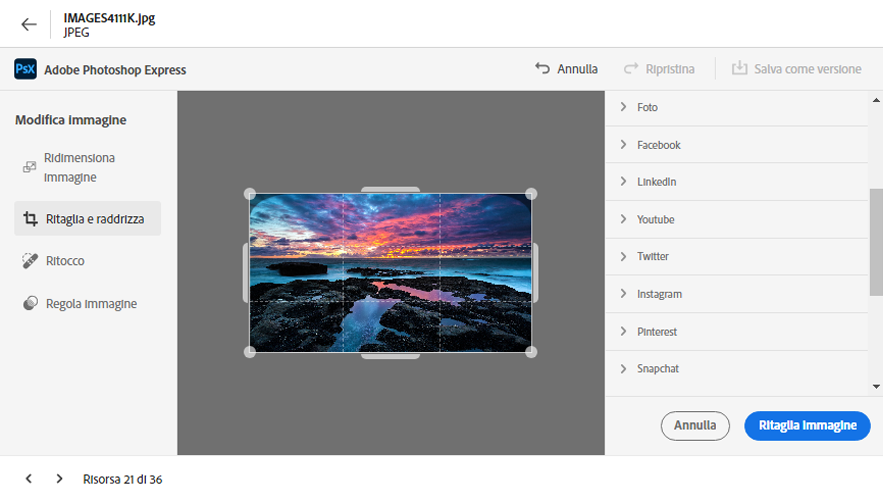 IMAGES4111K.jpg
JPEG
PsX Adobe Photoshop Express
Annulla
Ripristina
Salva come versione
Modifica immagine
Ridimensiona
immagine
Ritaglia e raddrizza
Ritocco
Regola immagine
Foto
Facebook
LinkedIn
Youtube
Twitter
Instagram
Pinterest
Snapchat
Annulla
Ritaglia immagine
Risorsa 21 di 36